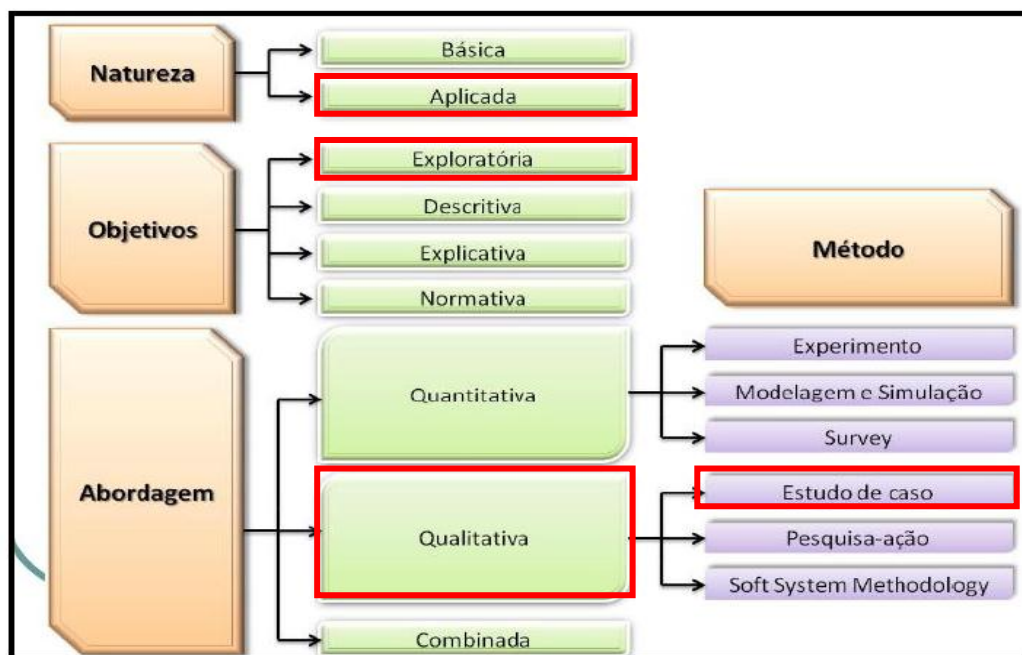 Natureza
Básica
Aplicada
Objetivos
Exploratória
Descritiva
Explicativa
Normativa
Método
Abordagem
Quantitativa
Experimento
Modelagem e Simulação
Survey
Qualitativa
Estudo de caso
Pesquisa-ação
Soft System Methodology
Combinada